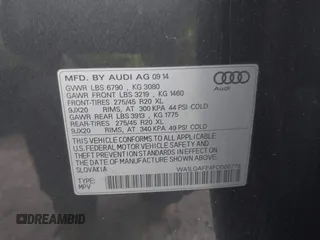 MFD. BY AUDI AG 09 14
GVWR LBS 6790 , KG 3080
GAWR FRONT LBS 3219 , KG 1460
FRONT-TIRES 275/45 R20 XL
9JX20 RIMS, AT 300 KPA 44 PSI COLD
GAWR REAR LBS 3913 , KG 1775
REAR-TIRES 275/45 R20 XL
9JX20 RIMS, AT 340 KPA 49 PSI COLD
THIS VEHICLE CONFORMS TO ALL APPLICABLE
U.S. FEDERAL MOTOR VEHICLE SAFETY AND
THEFT PREVENTION STANDARDS IN EFFECT ON
THE DATE OF MANUFACTURE SHOWN ABOVE
SLOVAKIA
TYPE:
MPV
DREAMBID